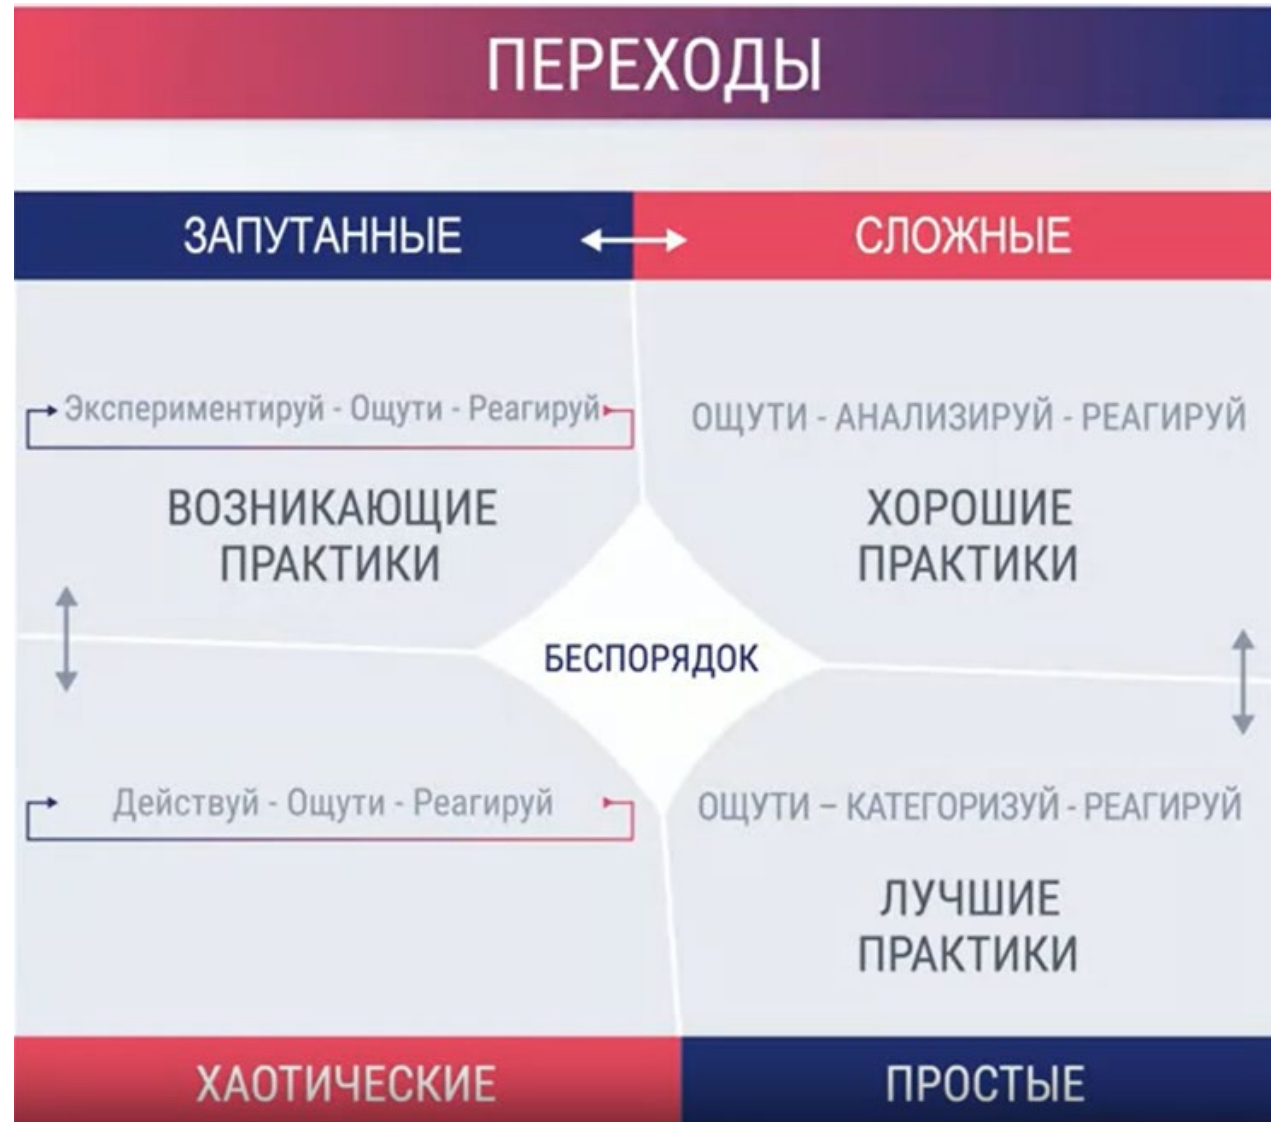 ПЕРЕХОДЫ
ЗАПУТАННЫЕ
СЛОЖНЫЕ
Экспериментируй - Ощути - Реагируй
ОЩУТИ - АНАЛИЗИРУЙ - РЕАГИРУЙ
ВОЗНИКАЮЩИЕ
ПРАКТИКИ
ХОРОШИЕ
ПРАКТИКИ
БЕСПОРЯДОК
Действуй - Ощути - Реагируй
ОЩУТИ – КАТЕГОРИЗУЙ - РЕАГИРУЙ
ЛУЧШИЕ
ПРАКТИКИ
ХАОТИЧЕСКИЕ
ПРОСТЫЕ